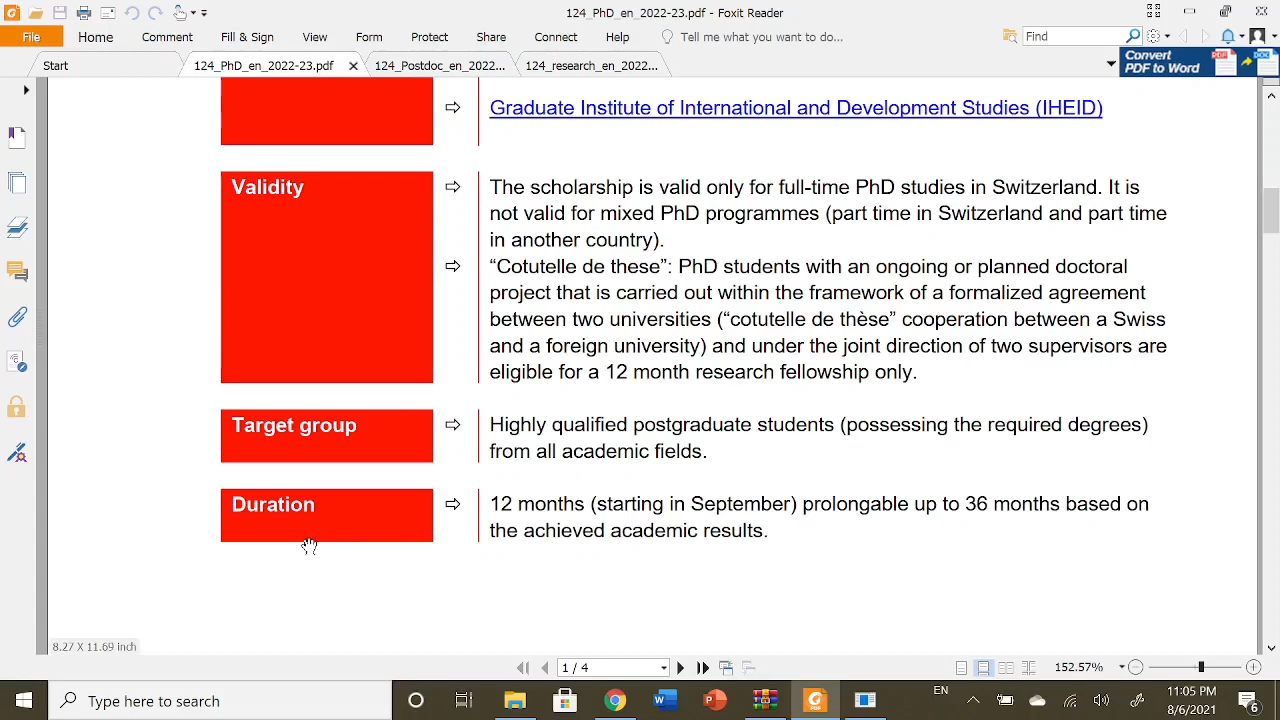 124_PhD_en_2022-23.pdf - Foxit Reader
File Home Comment Fill & Sign View Form Protect Share Connect Help Tell me what you want to do... Find
Start 124_PhD_en_2022-23.pdf 124_Postdoc_en_2022... 124_Research_en_2022...
Convert
PDF to Word
Graduate Institute of International and Development Studies (IHEID)
Validity
The scholarship is valid only for full-time PhD studies in Switzerland. It is
not valid for mixed PhD programmes (part time in Switzerland and part time
in another country).
“Cotutelle de these”: PhD students with an ongoing or planned doctoral
project that is carried out within the framework of a formalized agreement
between two universities (“cotutelle de thèse” cooperation between a Swiss
and a foreign university) and under the joint direction of two supervisors are
eligible for a 12 month research fellowship only.
Target group
Highly qualified postgraduate students (possessing the required degrees)
from all academic fields.
Duration
12 months (starting in September) prolongable up to 36 months based on
the achieved academic results.
8.27 X 11.69 inch
1 / 4
152.57%
Type here to search
EN
11:05 PM
8/6/2021
6